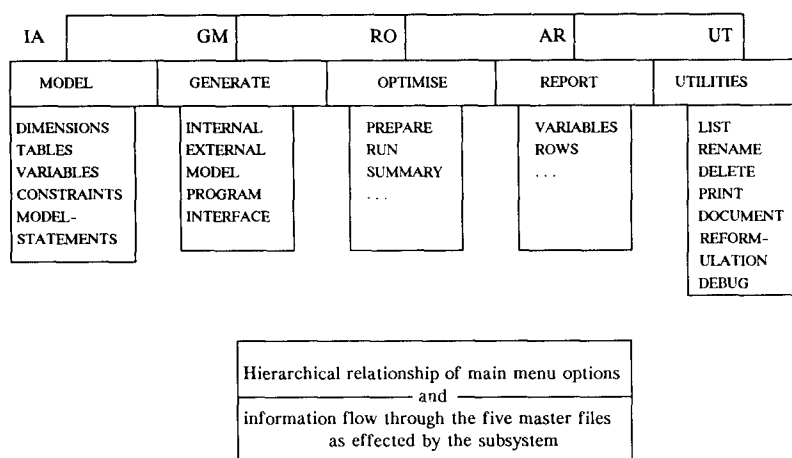 IA GM RO AR UT
MODEL GENERATE OPTIMISE REPORT UTILITIES
DIMENSIONS
TABLES
VARIABLES
CONSTRAINTS
MODEL-
STATEMENTS
INTERNAL
EXTERNAL
MODEL
PROGRAM
INTERFACE
PREPARE
RUN
SUMMARY
...
VARIABLES
ROWS
...
LIST
RENAME
DELETE
PRINT
DOCUMENT
REFORM-
ULATION
DEBUG
Hierarchical relationship of main menu options
and
information flow through the five master files
as effected by the subsystem